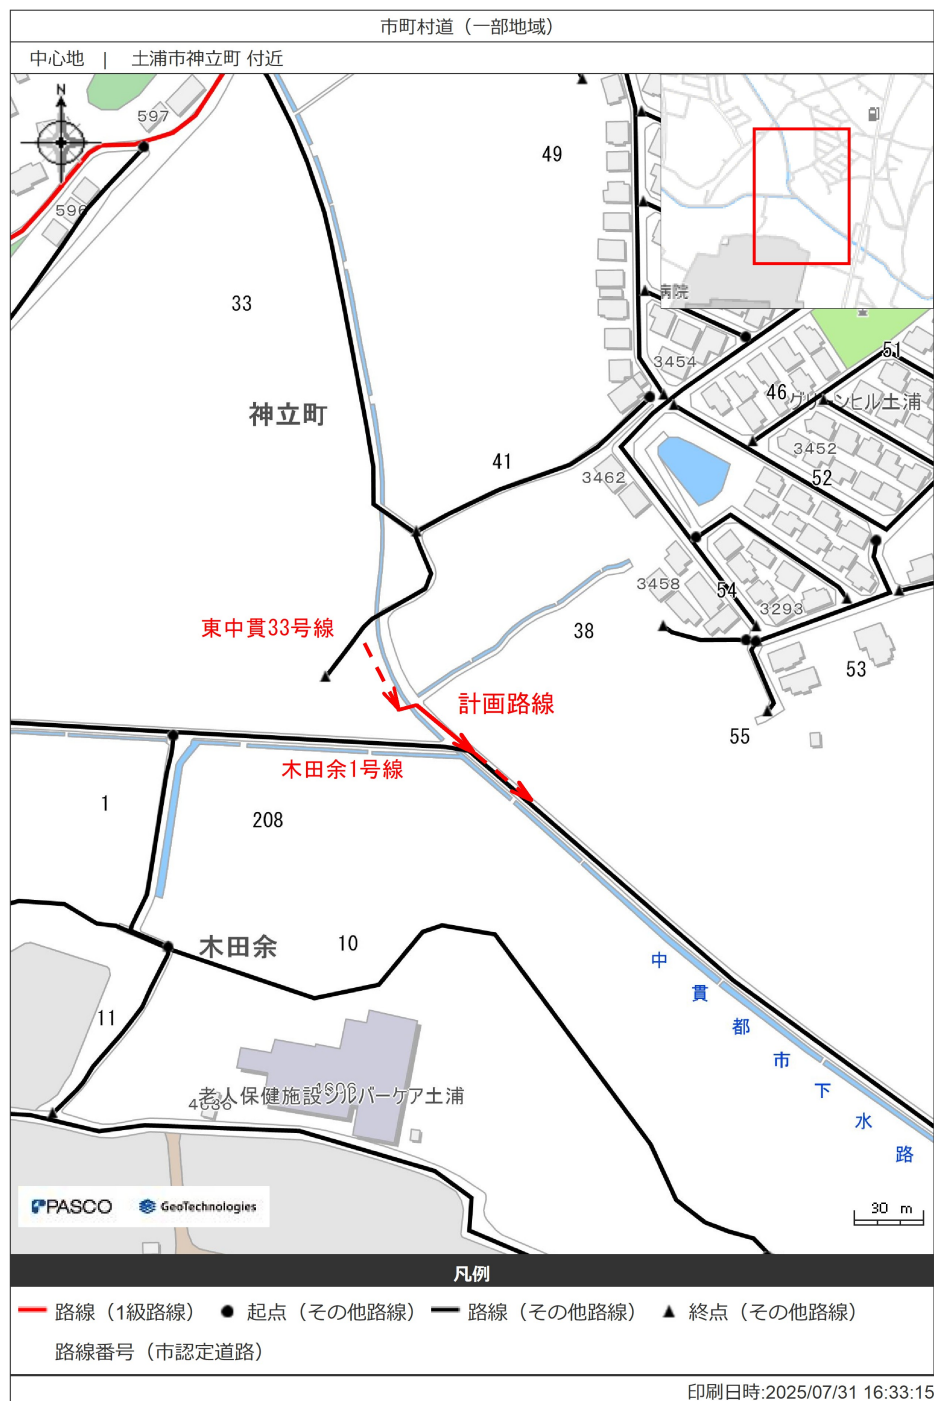 市町村道（一部地域）
中心地　|　土浦市神立町 付近
N
597
49
596
33
病院
3454
51
46
グリーンヒル土浦
神立町
3452
41
3462
52
3458
54
3293
東中貫33号線
38
53
計画路線
55
木田余1号線
1
208
木田余
10
中貫都市下水路
11
老人保健施設シルバーケア土浦
PASCO
GeoTechnologies
30 m
凡例
路線（1級路線）　起点（その他路線）　路線（その他路線）　終点（その他路線）
路線番号（市認定道路）
印刷日時:2025/07/31 16:33:15